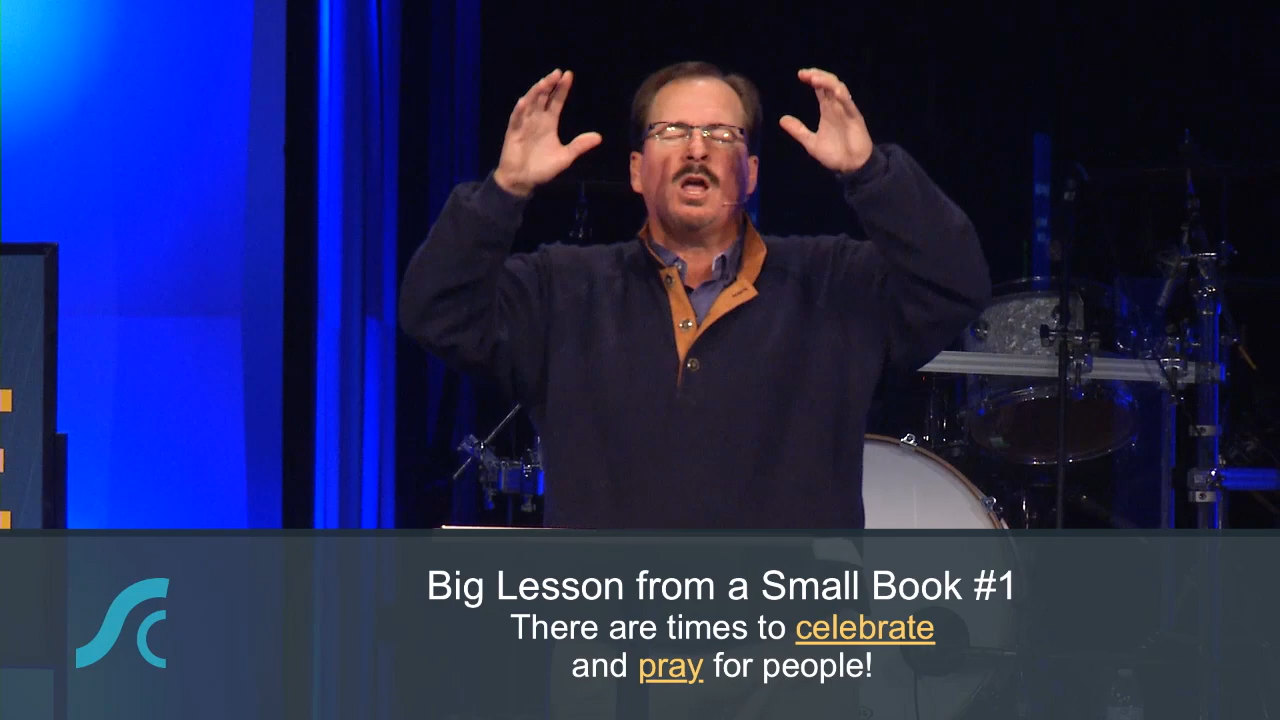 Big Lesson from a Small Book #1
There are times to celebrate
and pray for people!